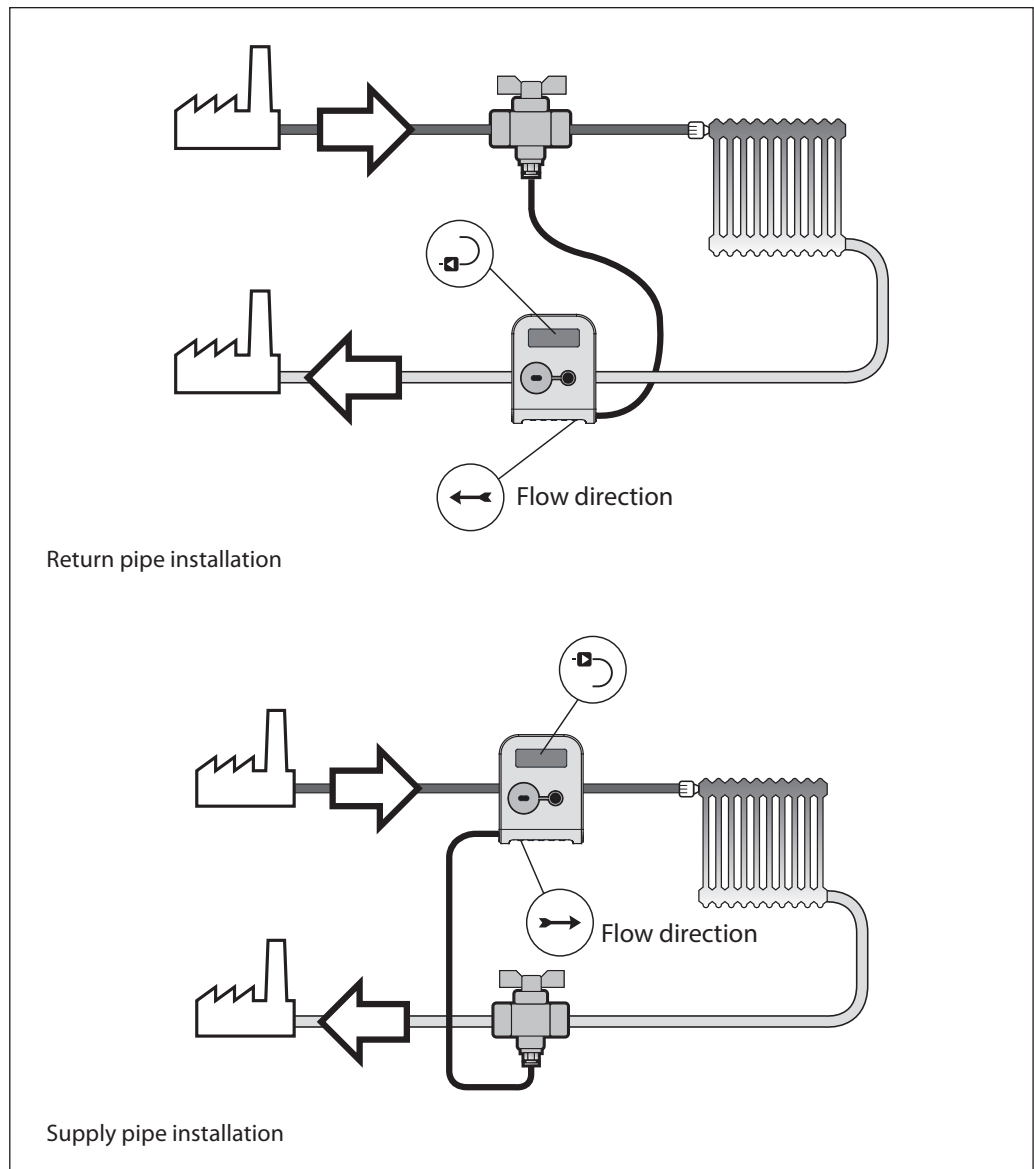 Flow direction
Return pipe installation
Flow direction
Supply pipe installation